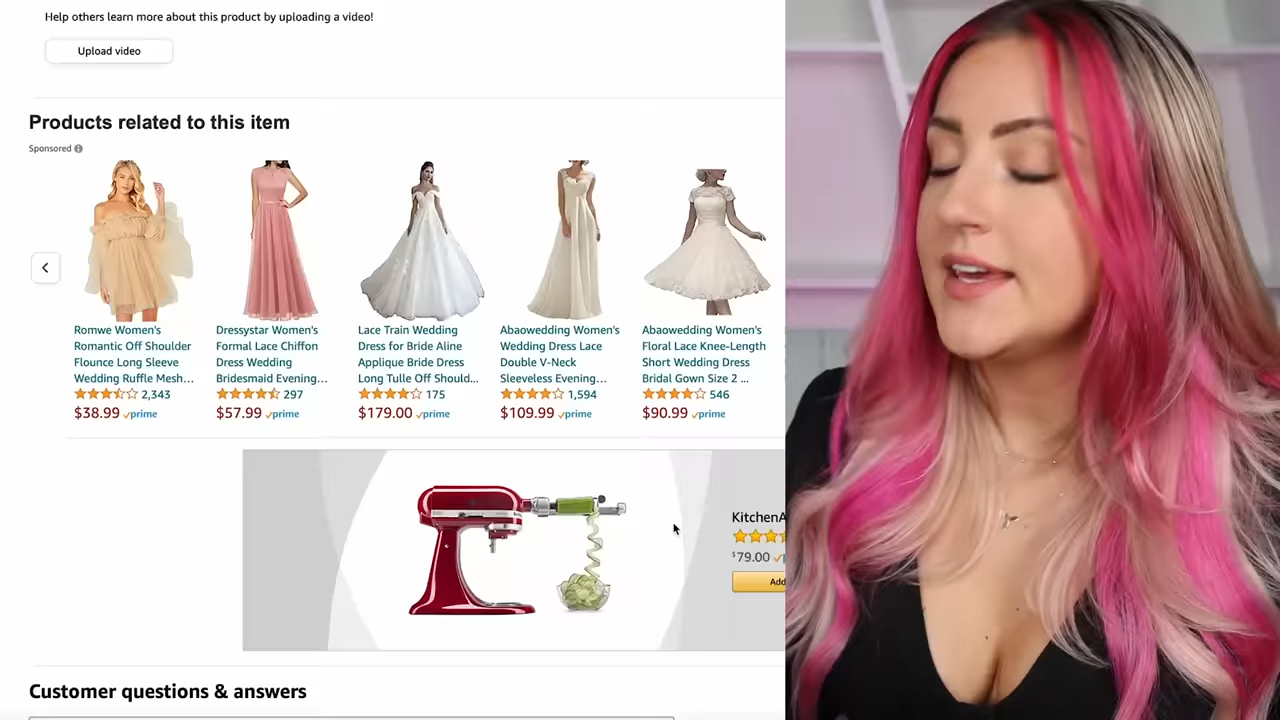 Help others learn more about this product by uploading a video!
Upload video
Products related to this item
Sponsored
Romwe Women's
Romantic Off Shoulder
Flounce Long Sleeve
Wedding Ruffle Mesh...
2,343
$38.99 prime
Dressystar Women's
Formal Lace Chiffon
Dress Wedding
Bridesmaid Evening...
297
$57.99 prime
Lace Train Wedding
Dress for Bride Aline
Applique Bride Dress
Long Tulle Off Should...
175
$179.00 prime
Abaowedding Women's
Wedding Dress Lace
Double V-Neck
Sleeveless Evening...
1,594
$109.99 prime
Abaowedding Women's
Floral Lace Knee-Length
Short Wedding Dress
Bridal Gown Size 2 ...
546
$90.99 prime
KitchenA
$79.00
Add
Customer questions & answers